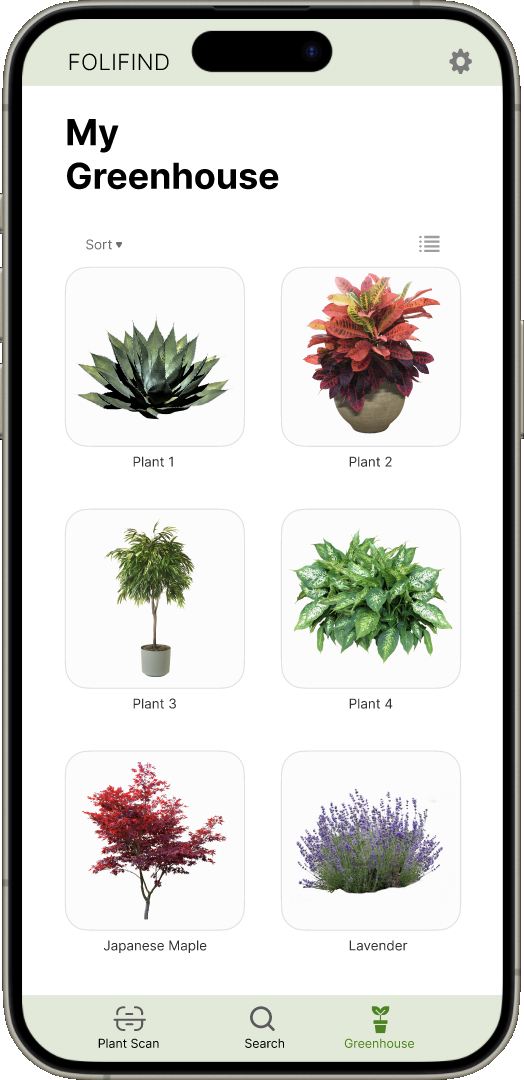 FOLIFIND
My
Greenhouse
Sort ▾
Plant 1
Plant 2
Plant 3
Plant 4
Japanese Maple
Lavender
Plant Scan
Search
Greenhouse